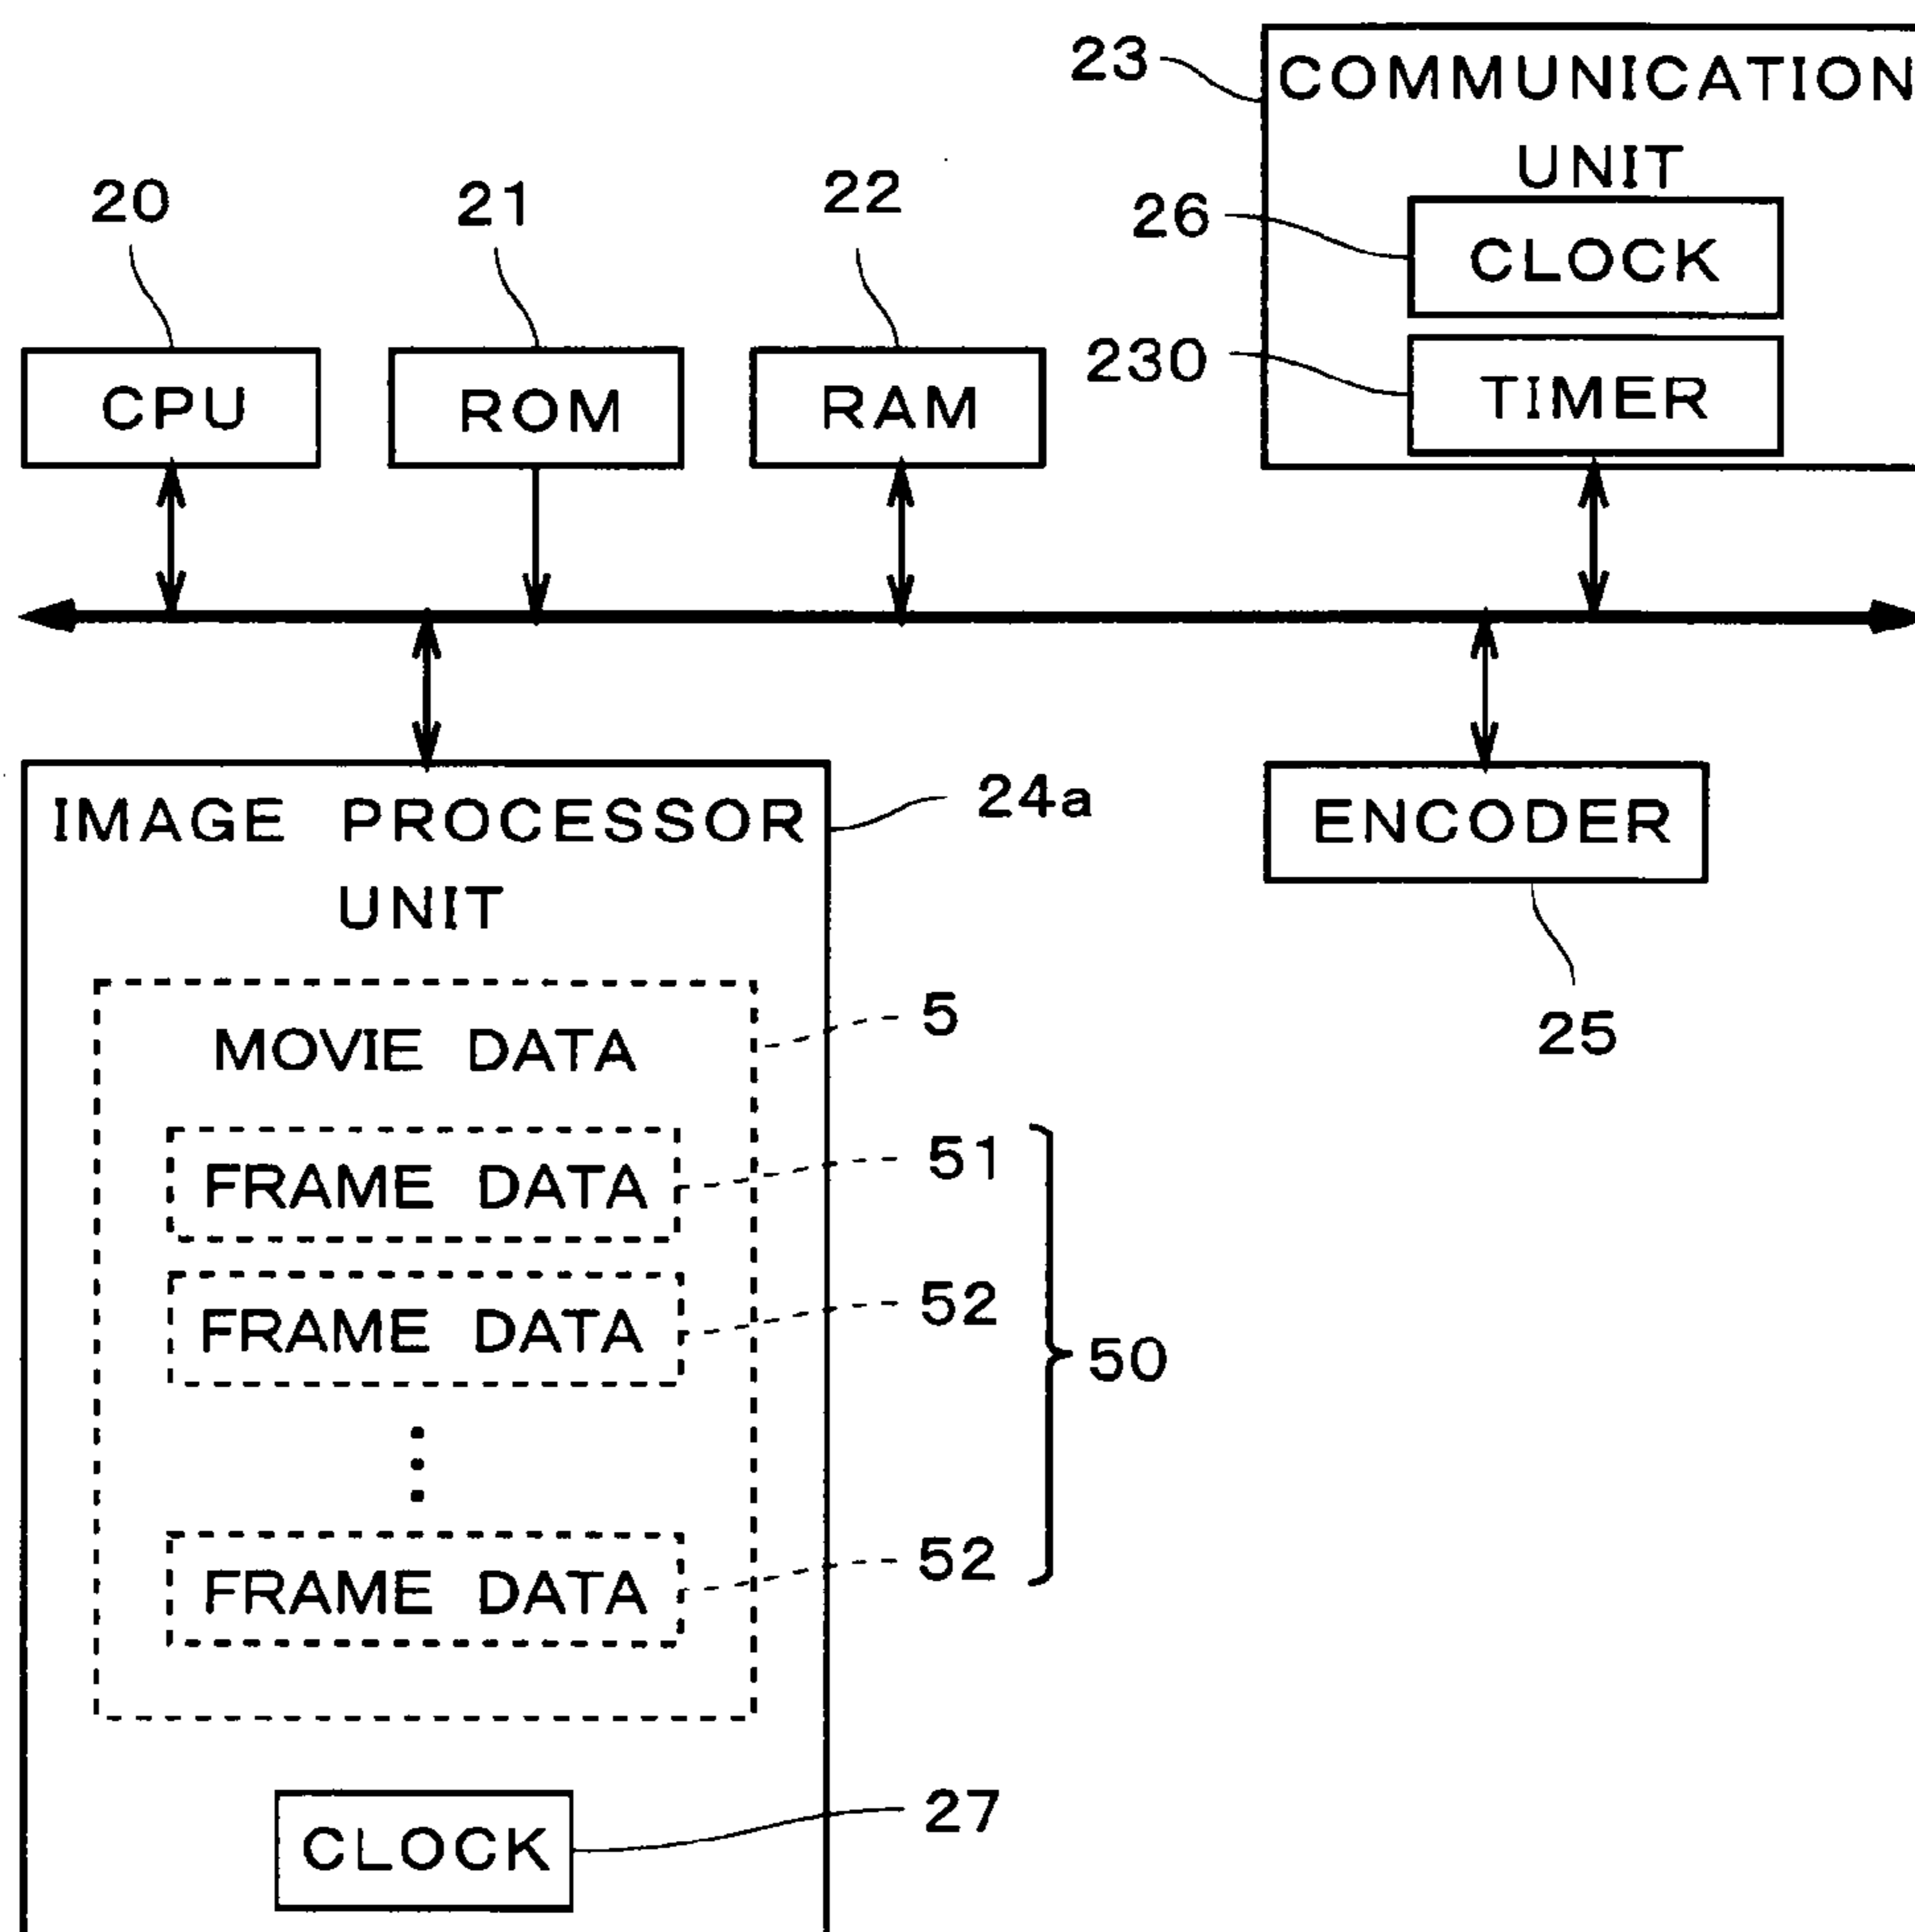 23
COMMUNICATION
UNIT
20
21
22
26
CLOCK
230
TIMER
CPU
ROM
RAM
IMAGE PROCESSOR
UNIT
24a
ENCODER
25
MOVIE DATA
5
FRAME DATA
51
FRAME DATA
52
50
FRAME DATA
52
CLOCK
27